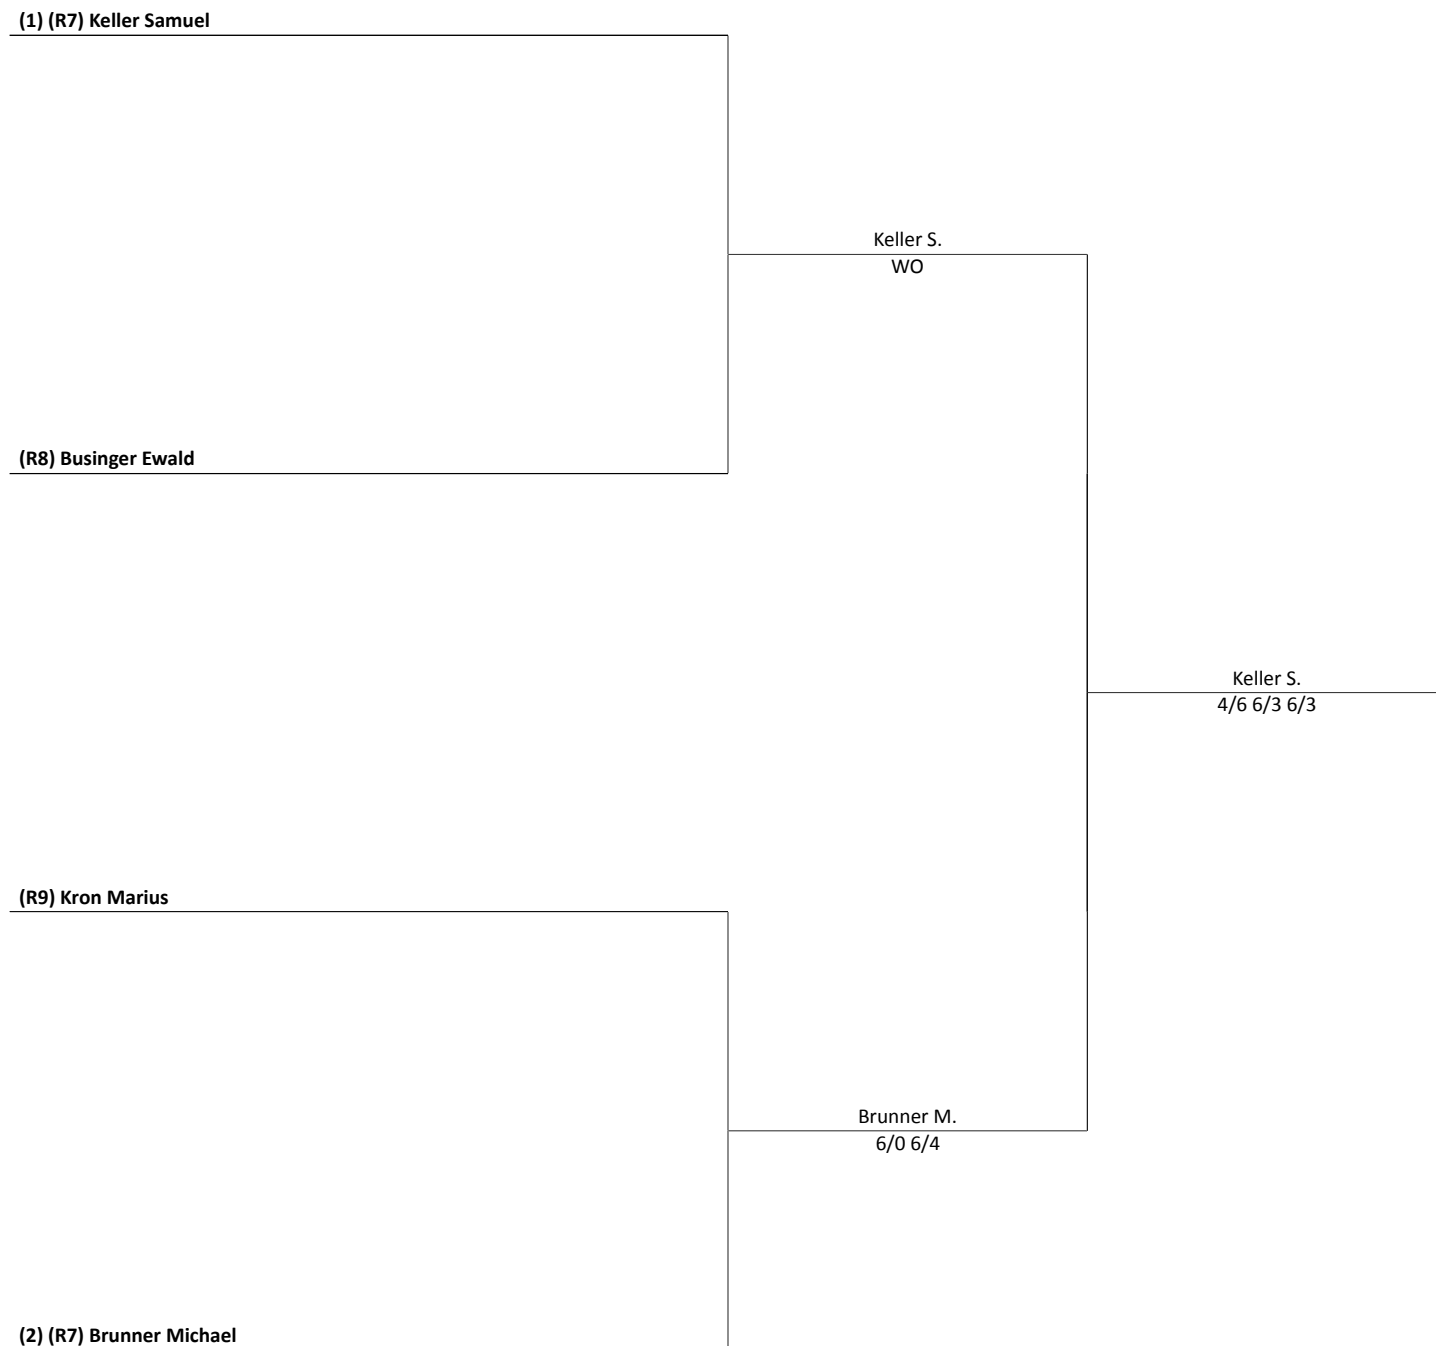 (1) (R7) Keller Samuel
Keller S.
WO
(R8) Businger Ewald
Keller S.
4/6 6/3 6/3
(R9) Kron Marius
Brunner M.
6/0 6/4
(2) (R7) Brunner Michael